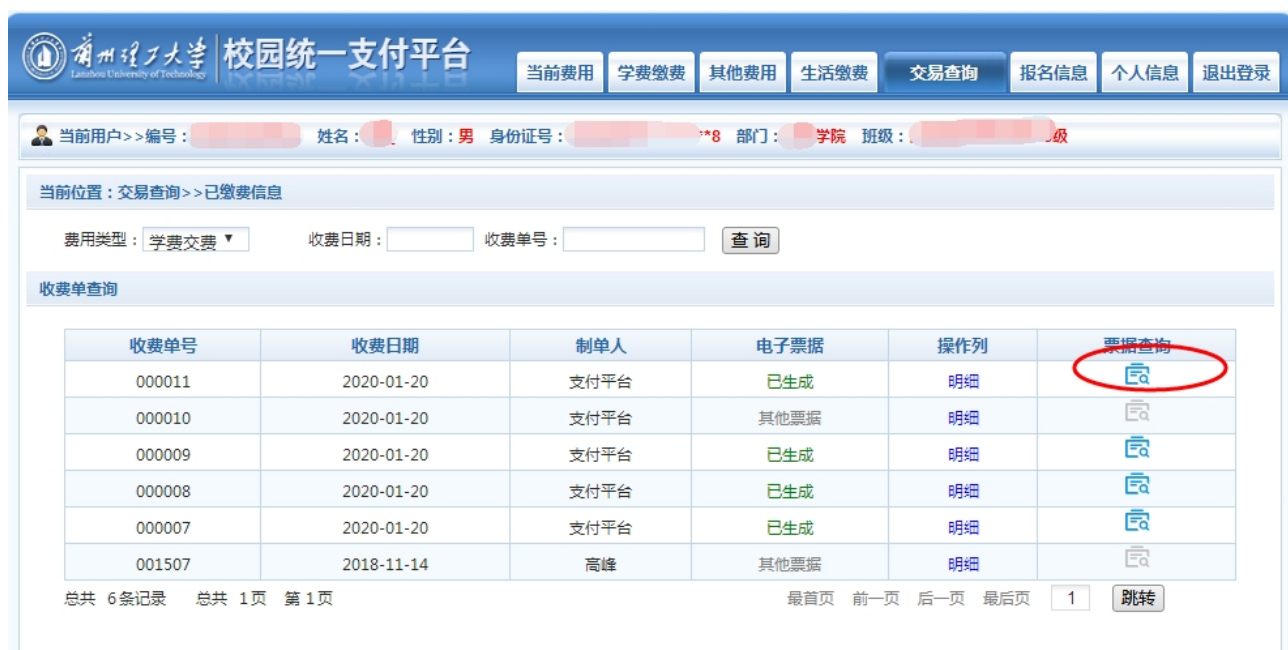 兰州理工大学 校园统一支付平台
Lanzhou University of Technology
当前费用 学费缴费 其他费用 生活缴费 交易查询 报名信息 个人信息 退出登录
当前用户>>编号： 姓名： 性别：男 身份证号： **8 部门： 学院 班级： 级
当前位置：交易查询>>已缴费信息
费用类型： 学费交费 ▼ 收费日期： 收费单号： 查 询
收费单查询
收费单号 收费日期 制单人 电子票据 操作列 票据查询
000011 2020-01-20 支付平台 已生成 明细
000010 2020-01-20 支付平台 其他票据 明细
000009 2020-01-20 支付平台 已生成 明细
000008 2020-01-20 支付平台 已生成 明细
000007 2020-01-20 支付平台 已生成 明细
001507 2018-11-14 高峰 其他票据 明细
总共 6条记录 总共 1页 第1页 最首页 前一页 后一页 最后页 1 跳转